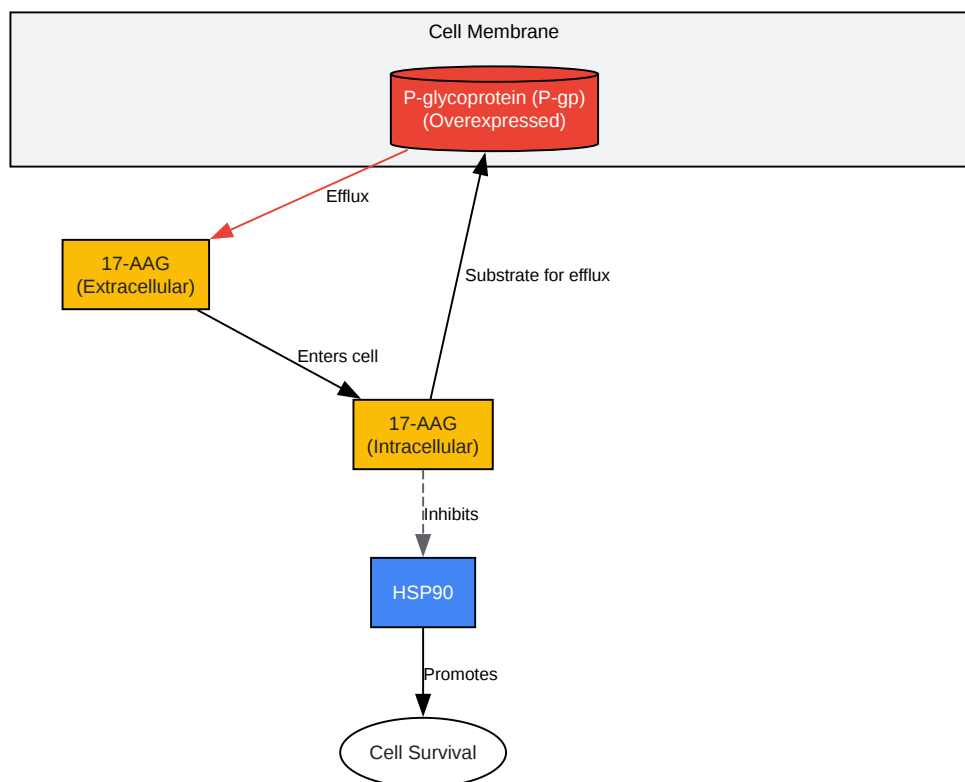 Cell Membrane
P-glycoprotein (P-gp)
(Overexpressed)
Efflux
17-AAG
(Extracellular)
Substrate for efflux
Enters cell
17-AAG
(Intracellular)
Inhibits
HSP90
Promotes
Cell Survival